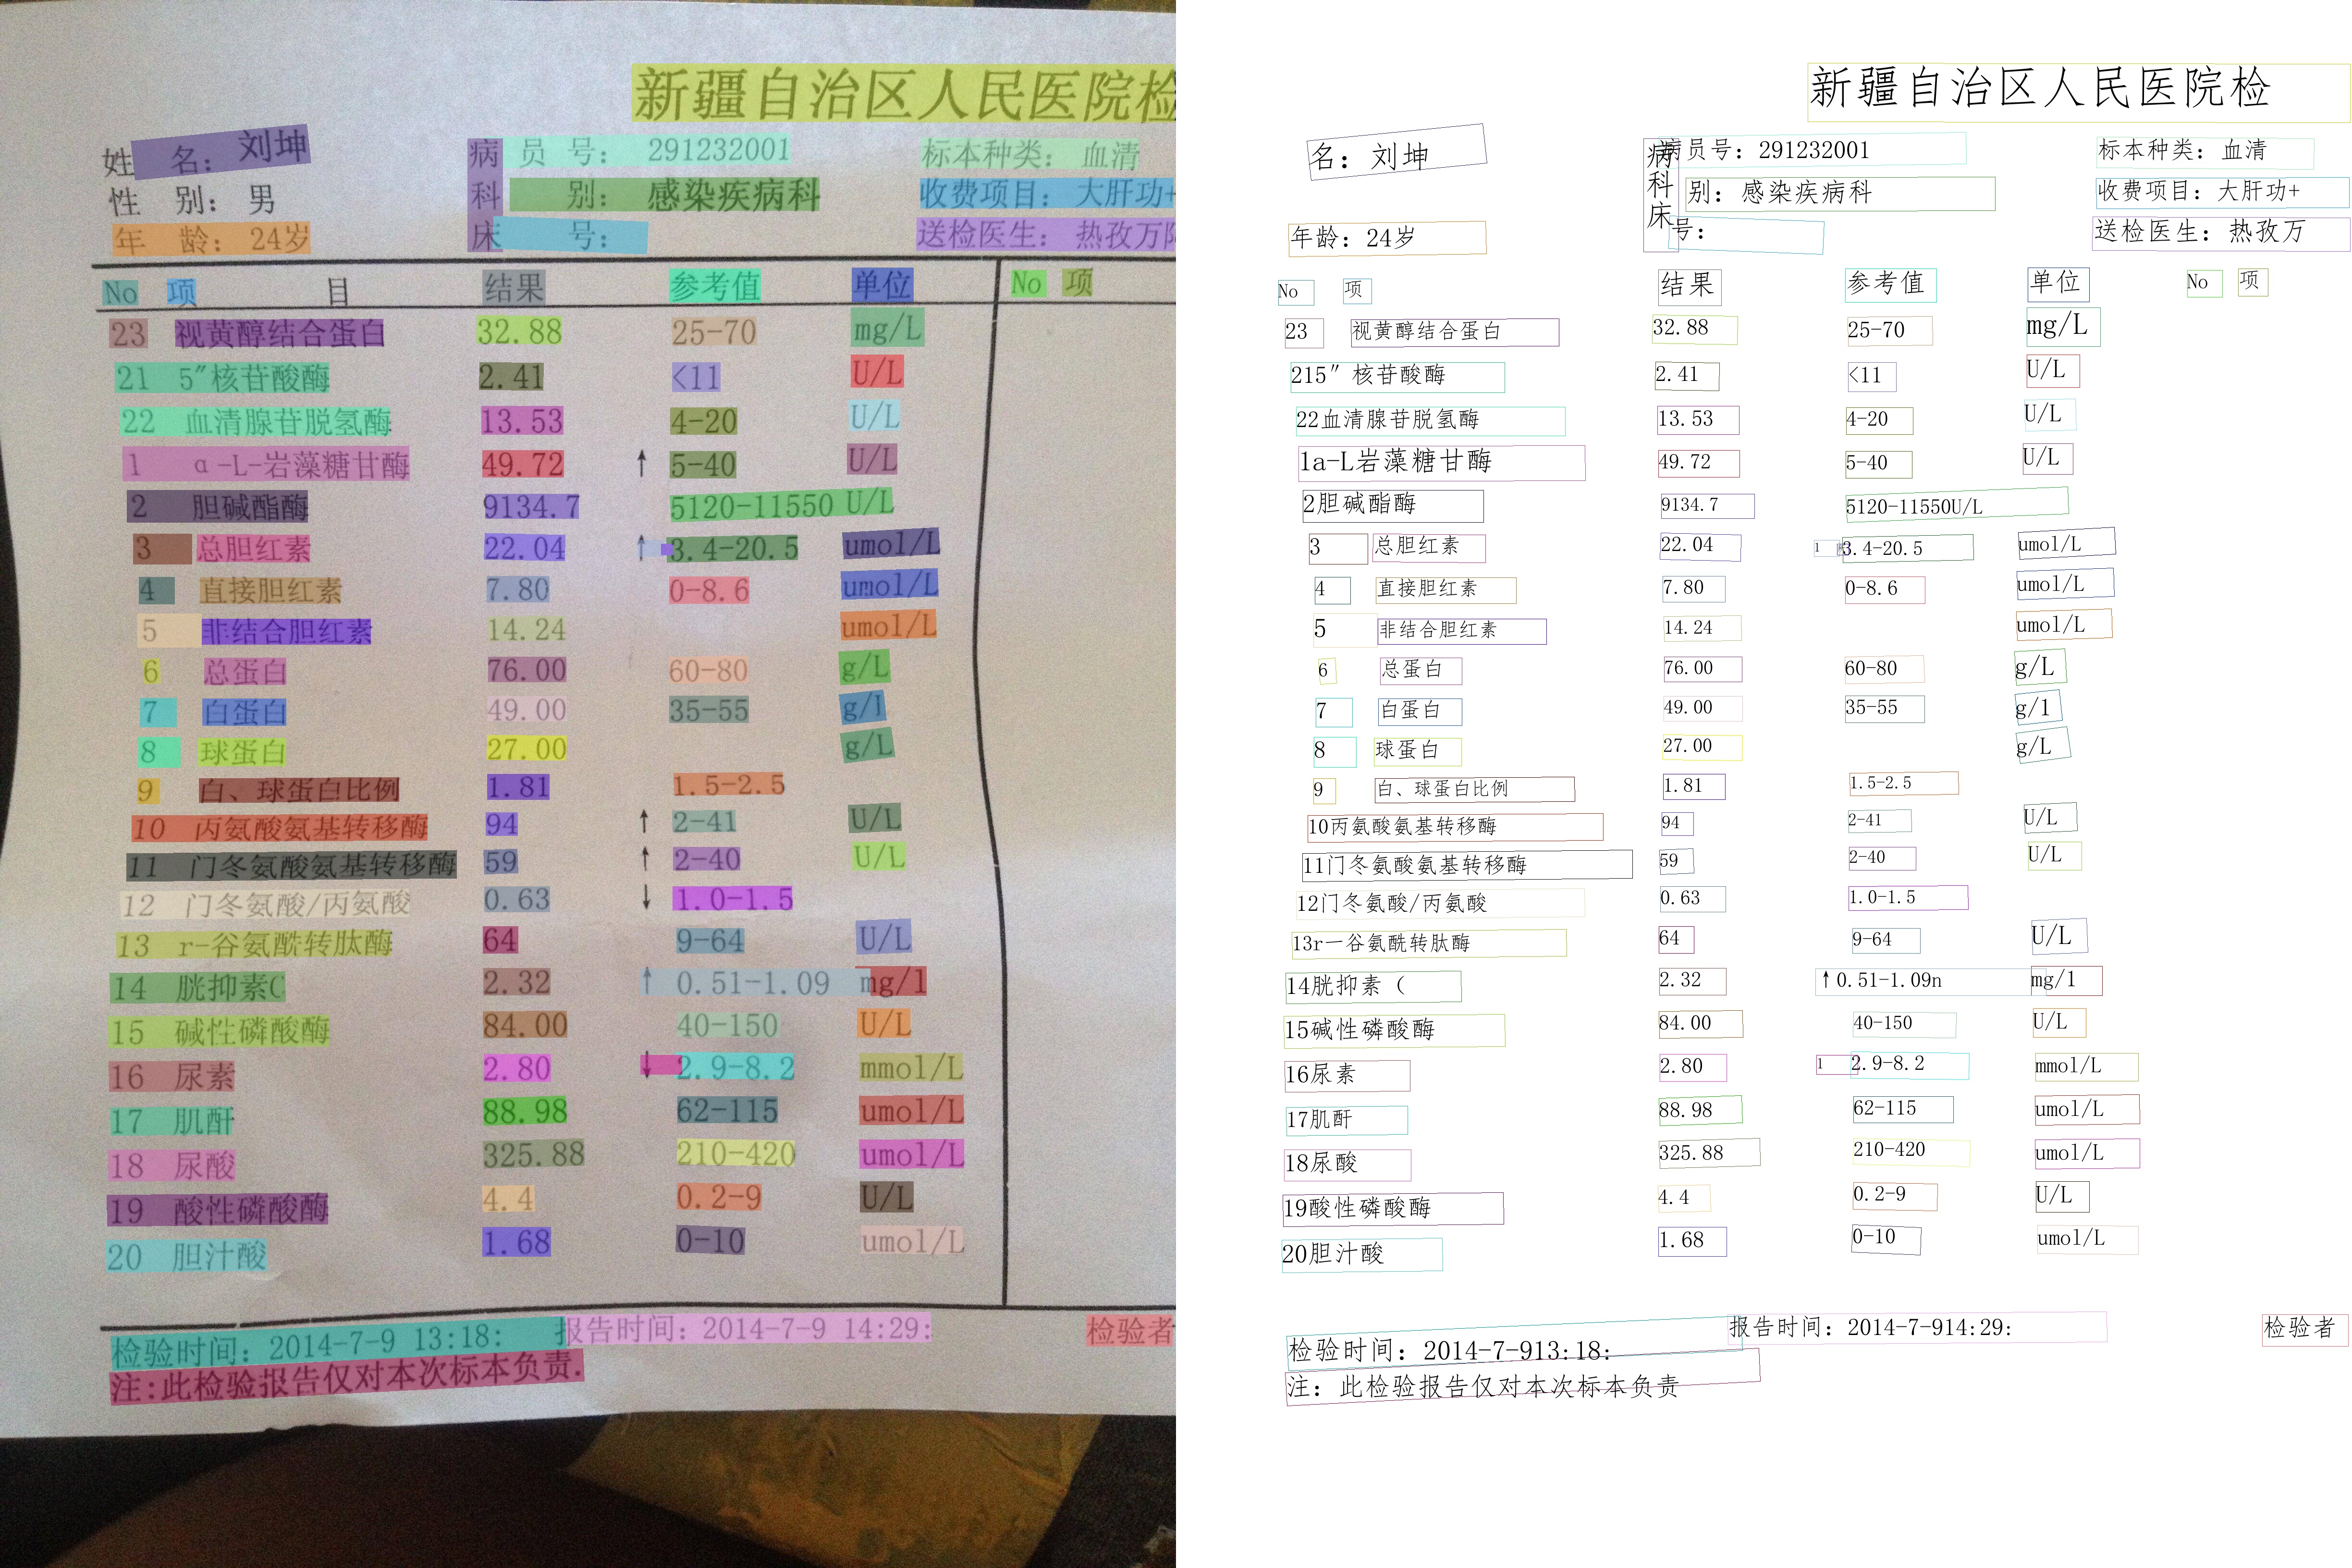 新疆自治区人民医院检
姓 名: 刘坤 病 员 号: 291232001 标本种类: 血清
性 别: 男 科 别: 感染疾病科 收费项目: 大肝功+
年 龄: 24岁 床 号: 送检医生: 热孜万
No 项 目 结果 参考值 单位 No 项
23 视黄醇结合蛋白 32.88 25-70 mg/L
21 5″核苷酸酶 2.41 <11 U/L
22 血清腺苷脱氢酶 13.53 4-20 U/L
1 α-L-岩藻糖甘酶 49.72 ↑ 5-40 U/L
2 胆碱酯酶 9134.7 5120-11550 U/L
3 总胆红素 22.04 ↑ 3.4-20.5 umol/L
4 直接胆红素 7.80 0-8.6 umol/L
5 非结合胆红素 14.24 umol/L
6 总蛋白 76.00 60-80 g/L
7 白蛋白 49.00 35-55 g/l
8 球蛋白 27.00 g/L
9 白、球蛋白比例 1.81 1.5-2.5
10 丙氨酸氨基转移酶 94 ↑ 2-41 U/L
11 门冬氨酸氨基转移酶 59 ↑ 2-40 U/L
12 门冬氨酸/丙氨酸 0.63 ↓ 1.0-1.5
13 r-谷氨酰转肽酶 64 9-64 U/L
14 胱抑素C 2.32 ↑ 0.51-1.09 mg/l
15 碱性磷酸酶 84.00 40-150 U/L
16 尿素 2.80 ↓ 2.9-8.2 mmol/L
17 肌酐 88.98 62-115 umol/L
18 尿酸 325.88 210-420 umol/L
19 酸性磷酸酶 4.4 0.2-9 U/L
20 胆汁酸 1.68 0-10 umol/L
检验时间: 2014-7-9 13:18: 报告时间: 2014-7-9 14:29: 检验者
注:此检验报告仅对本次标本负责.
新疆自治区人民医院检
名: 刘坤 病科床 病员号: 291232001 标本种类: 血清
别: 感染疾病科 收费项目: 大肝功+
年龄: 24岁 号: 送检医生: 热孜万
No 项 结果 参考值 单位 No 项
23 视黄醇结合蛋白 32.88 25-70 mg/L
215″核苷酸酶 2.41 <11 U/L
22血清腺苷脱氢酶 13.53 4-20 U/L
1a-L岩藻糖甘酶 49.72 5-40 U/L
2胆碱酯酶 9134.7 5120-11550U/L
3 总胆红素 22.04 1 3.4-20.5 umol/L
4 直接胆红素 7.80 0-8.6 umol/L
5 非结合胆红素 14.24 umol/L
6 总蛋白 76.00 60-80 g/L
7 白蛋白 49.00 35-55 g/l
8 球蛋白 27.00 g/L
9 白、球蛋白比例 1.81 1.5-2.5
10丙氨酸氨基转移酶 94 2-41 U/L
11门冬氨酸氨基转移酶 59 2-40 U/L
12门冬氨酸/丙氨酸 0.63 1.0-1.5
13r一谷氨酰转肽酶 64 9-64 U/L
14胱抑素（ 2.32 ↑0.51-1.09n mg/l
15碱性磷酸酶 84.00 40-150 U/L
16尿素 2.80 1 2.9-8.2 mmol/L
17肌酐 88.98 62-115 umol/L
18尿酸 325.88 210-420 umol/L
19酸性磷酸酶 4.4 0.2-9 U/L
20胆汁酸 1.68 0-10 umol/L
检验时间: 2014-7-913:18: 报告时间: 2014-7-914:29: 检验者
注: 此检验报告仅对本次标本负责